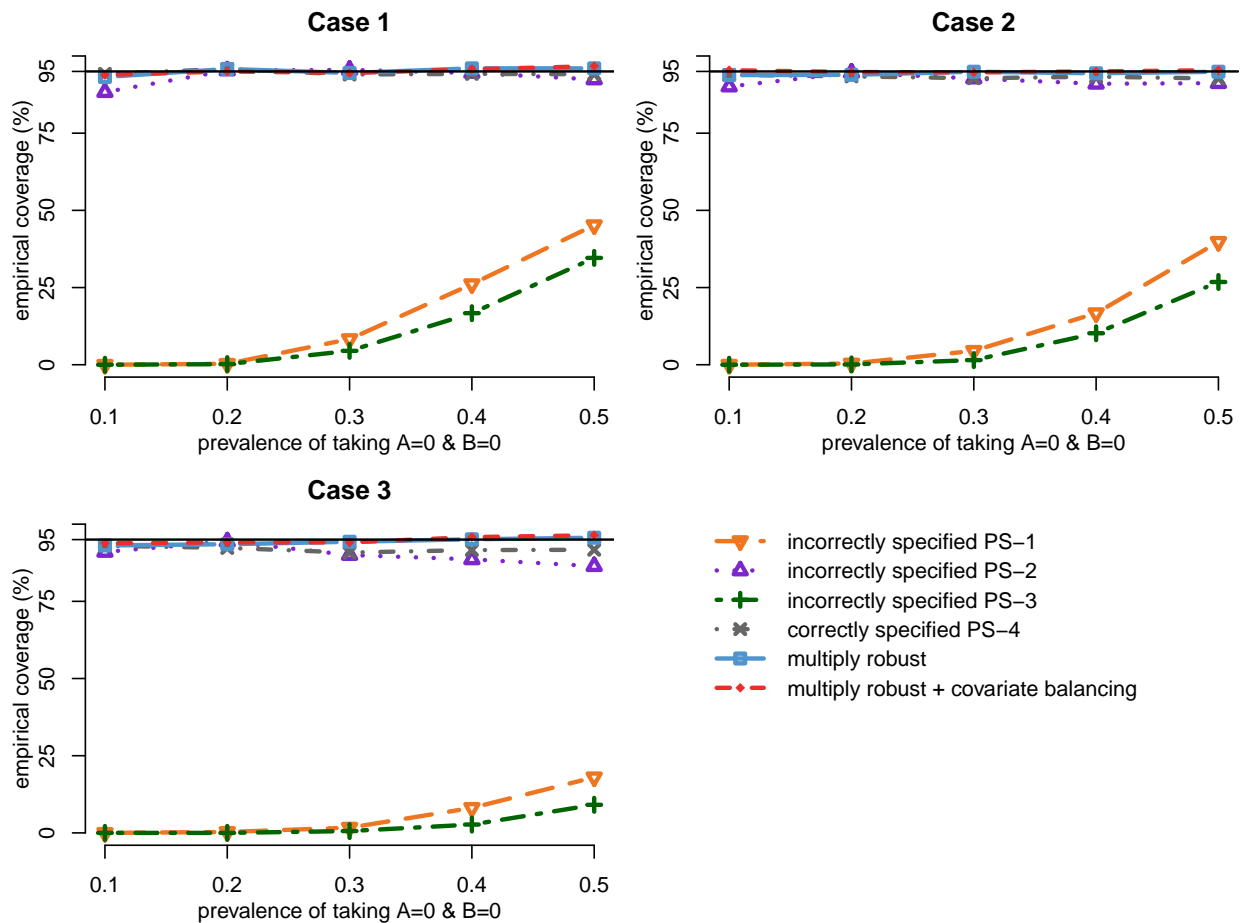 Case 1
empirical coverage (%)
95
75
50
25
0
0.1 0.2 0.3 0.4 0.5
prevalence of taking A=0 & B=0
Case 2
empirical coverage (%)
95
75
50
25
0
0.1 0.2 0.3 0.4 0.5
prevalence of taking A=0 & B=0
Case 3
empirical coverage (%)
95
75
50
25
0
0.1 0.2 0.3 0.4 0.5
prevalence of taking A=0 & B=0
incorrectly specified PS−1
incorrectly specified PS−2
incorrectly specified PS−3
correctly specified PS−4
multiply robust
multiply robust + covariate balancing